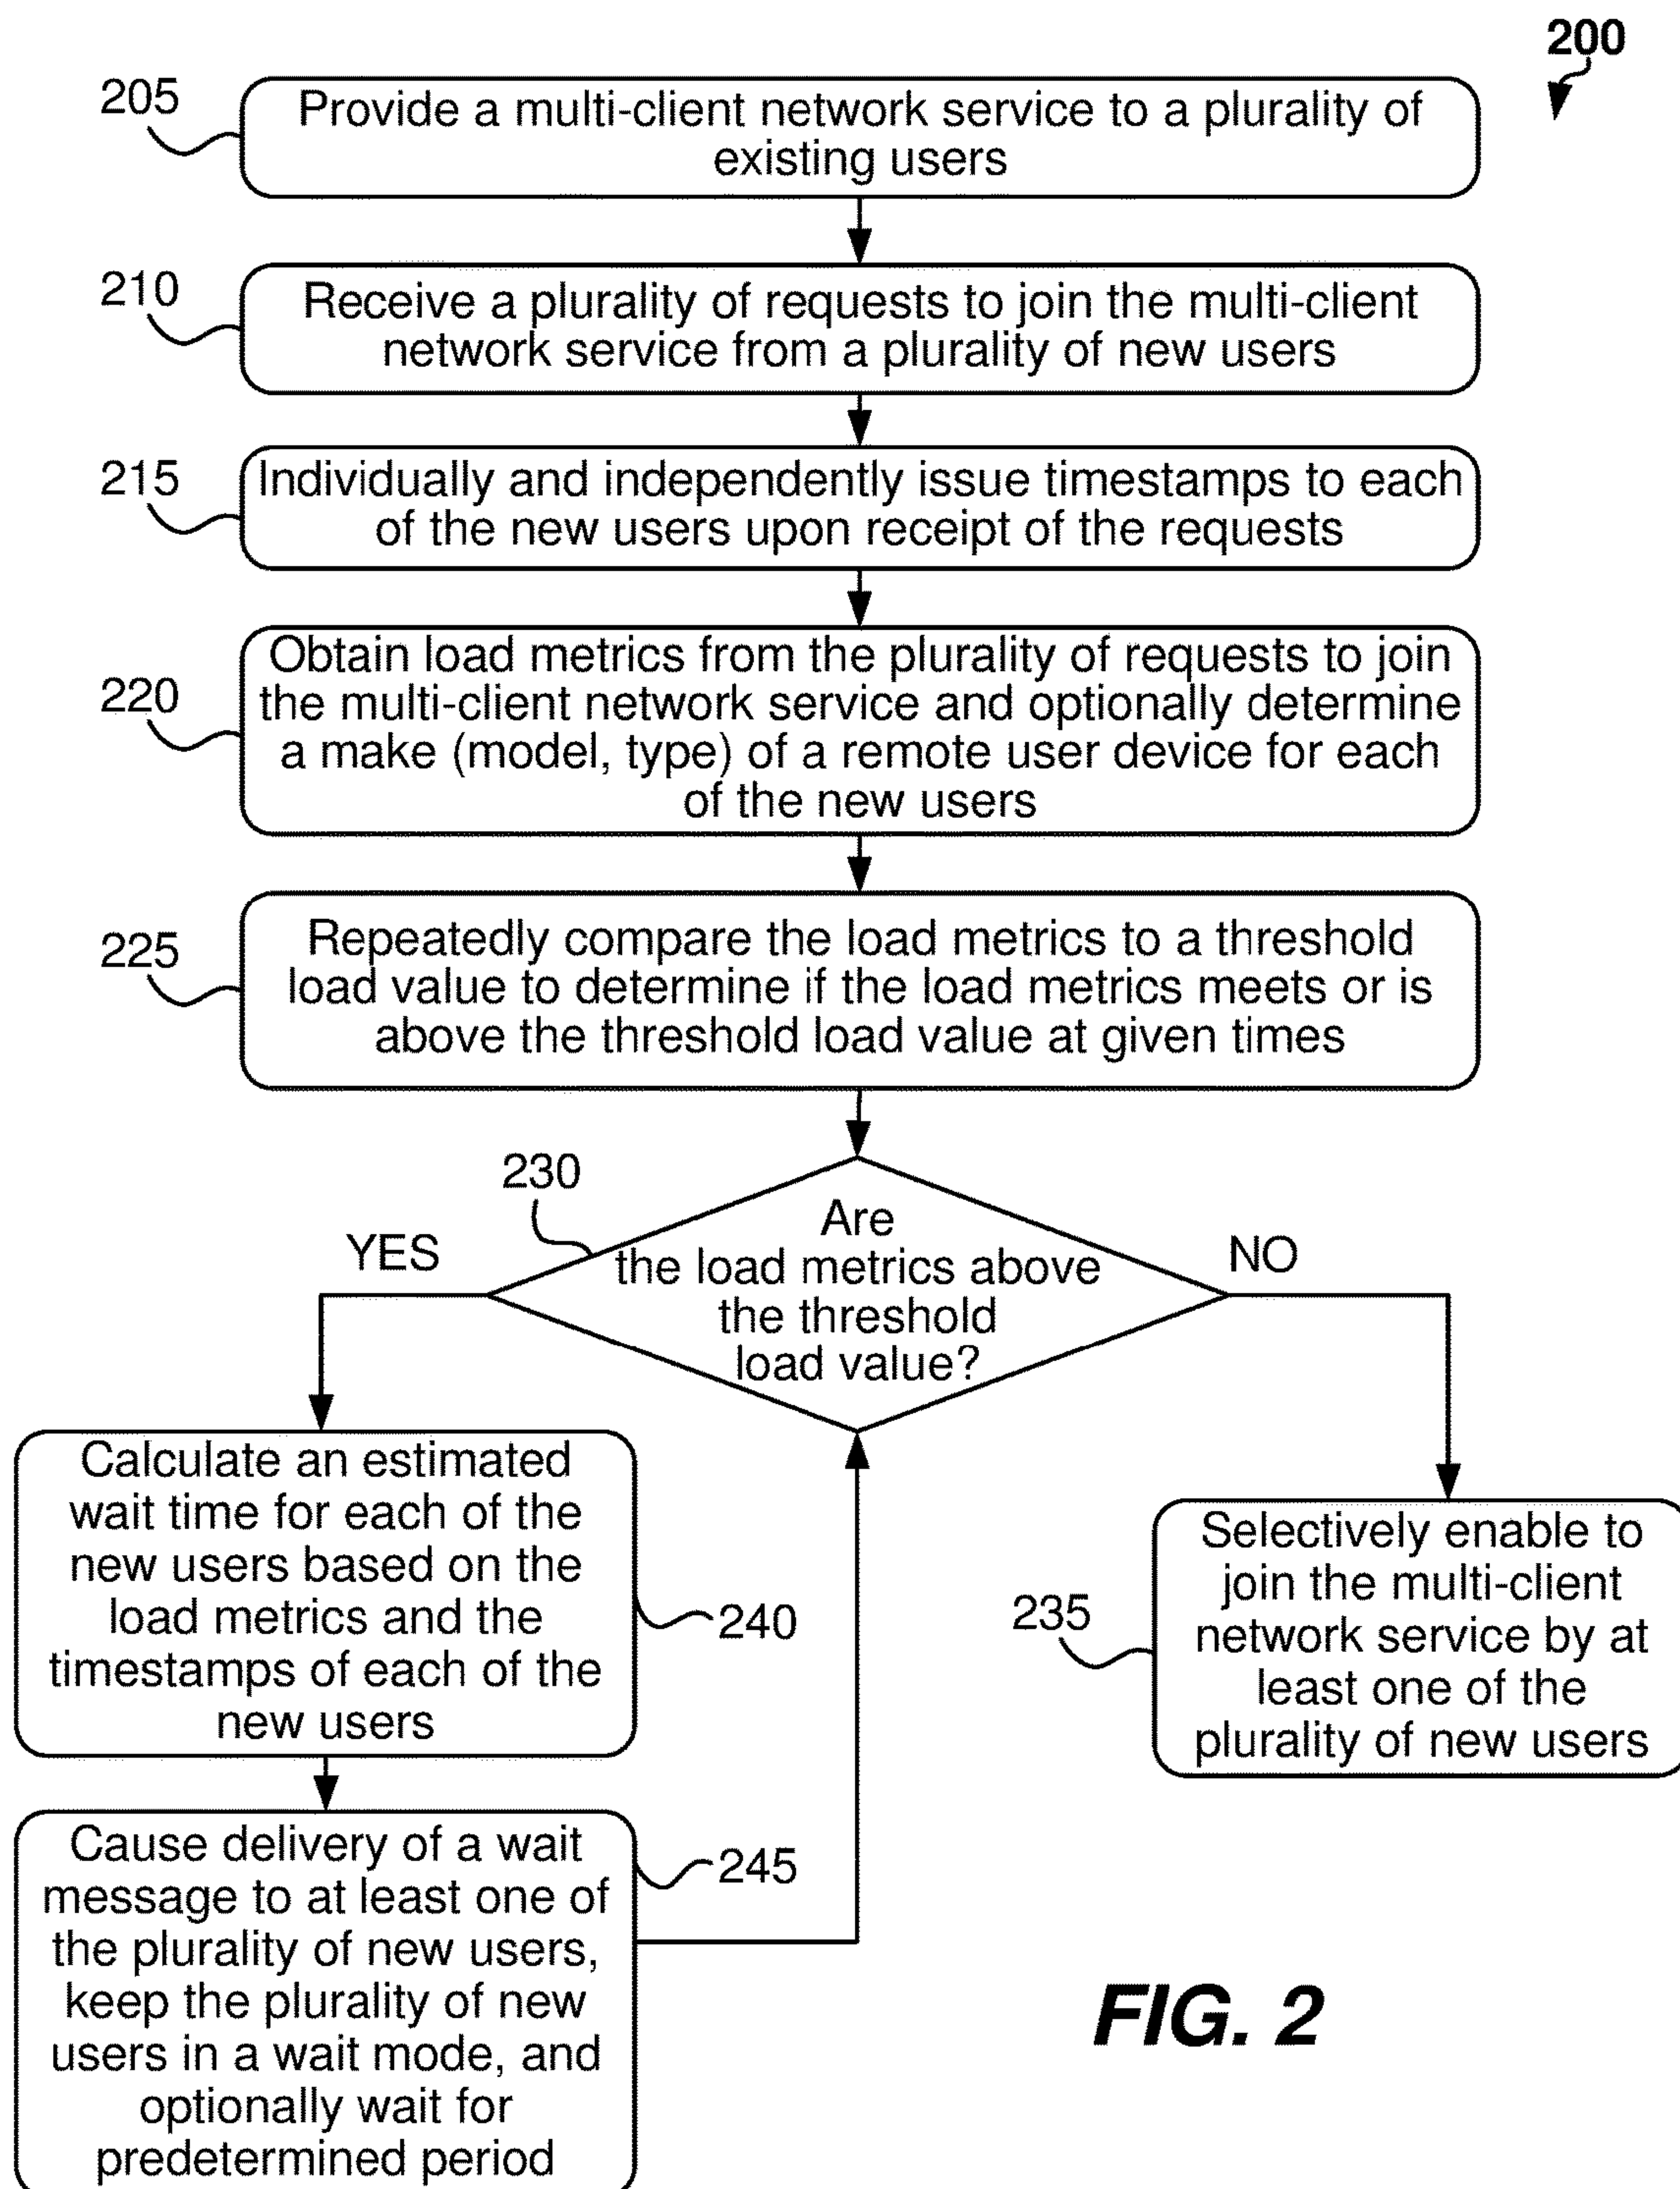 200
205
Provide a multi-client network service to a plurality of
existing users
210
Receive a plurality of requests to join the multi-client
network service from a plurality of new users
215
Individually and independently issue timestamps to each
of the new users upon receipt of the requests
220
Obtain load metrics from the plurality of requests to join
the multi-client network service and optionally determine
a make (model, type) of a remote user device for each
of the new users
225
Repeatedly compare the load metrics to a threshold
load value to determine if the load metrics meets or is
above the threshold load value at given times
230
Are
the load metrics above
the threshold
load value?
YES
NO
Calculate an estimated
wait time for each of the
new users based on the
load metrics and the
timestamps of each of the
new users
240
235
Selectively enable to
join the multi-client
network service by at
least one of the
plurality of new users
Cause delivery of a wait
message to at least one of
the plurality of new users,
keep the plurality of new
users in a wait mode, and
optionally wait for
predetermined period
245
FIG. 2